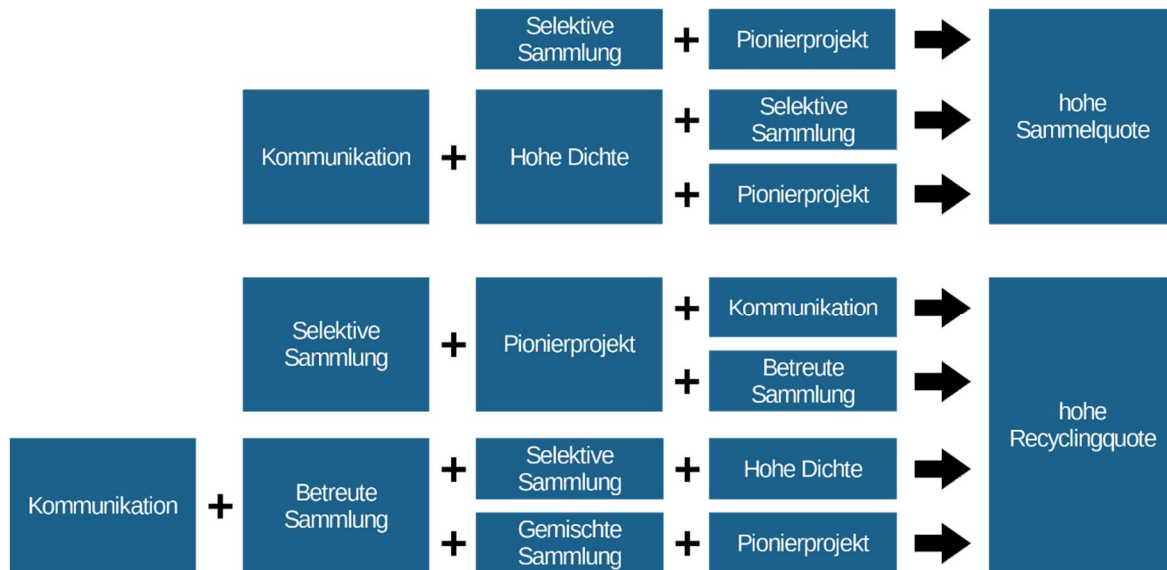 Selektive
Sammlung
+
Pionierprojekt
Kommunikation
+
Hohe Dichte
+
Selektive
Sammlung
+
Pionierprojekt
hohe
Sammelquote
Selektive
Sammlung
+
Pionierprojekt
+
Kommunikation
+
Betreute
Sammlung
Kommunikation
+
Betreute
Sammlung
+
Selektive
Sammlung
+
Hohe Dichte
+
Gemischte
Sammlung
+
Pionierprojekt
hohe
Recyclingquote